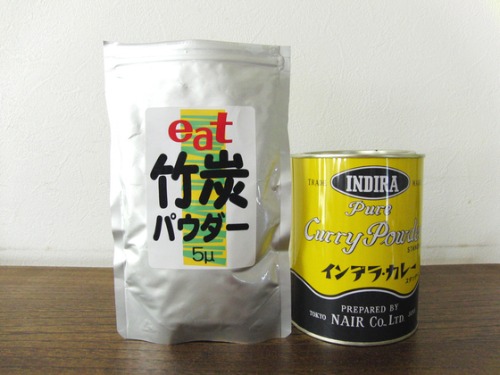 eat
竹炭
パウダー
5μ
INDIRA
Pure
Curry Powde
インデラ・カレー
PREPARED BY
TOKYO NAIR CO. LTD.